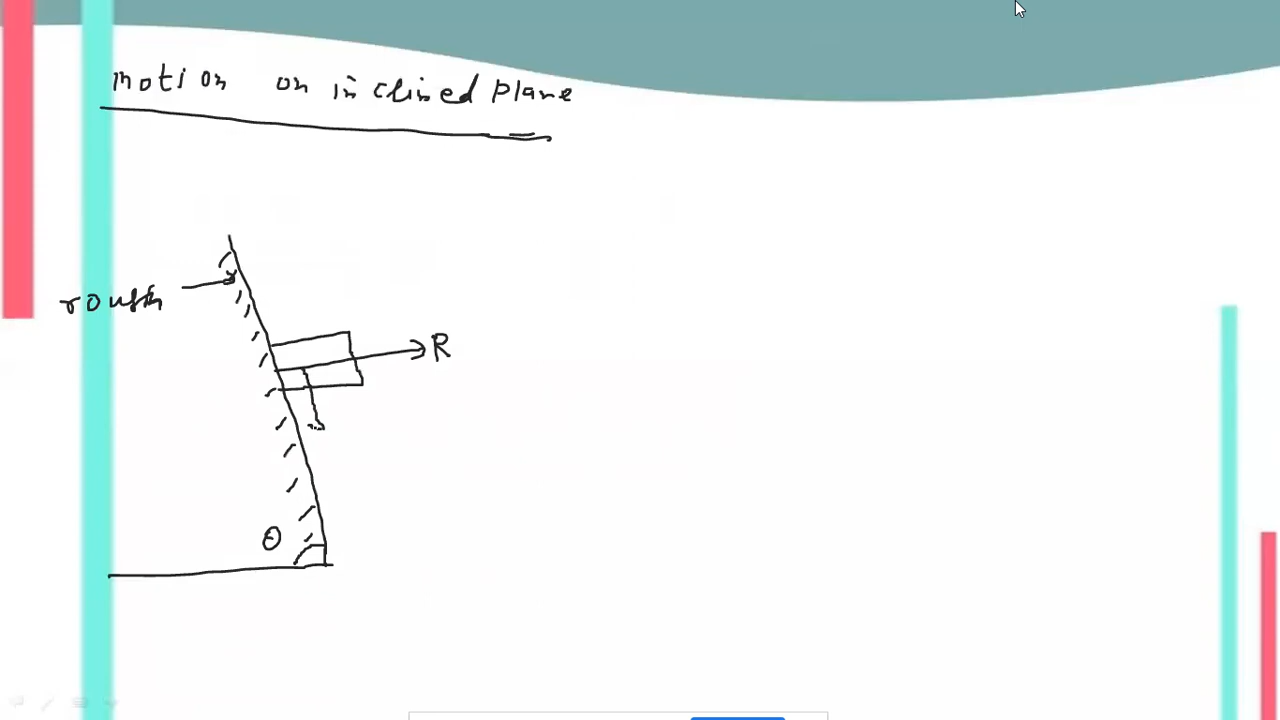 motion on inclined plane
rough
R
θ